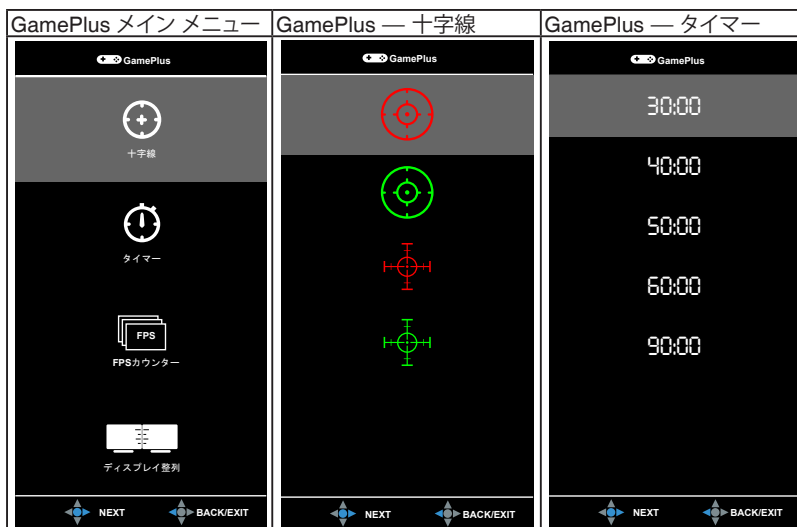 GamePlus メイン メニュー
GamePlus
十字線
タイマー
FPS
FPSカウンター
ディスプレイ整列
NEXT BACK/EXIT
GamePlus — 十字線
GamePlus
NEXT BACK/EXIT
GamePlus — タイマー
GamePlus
30:00
40:00
50:00
60:00
90:00
NEXT BACK/EXIT